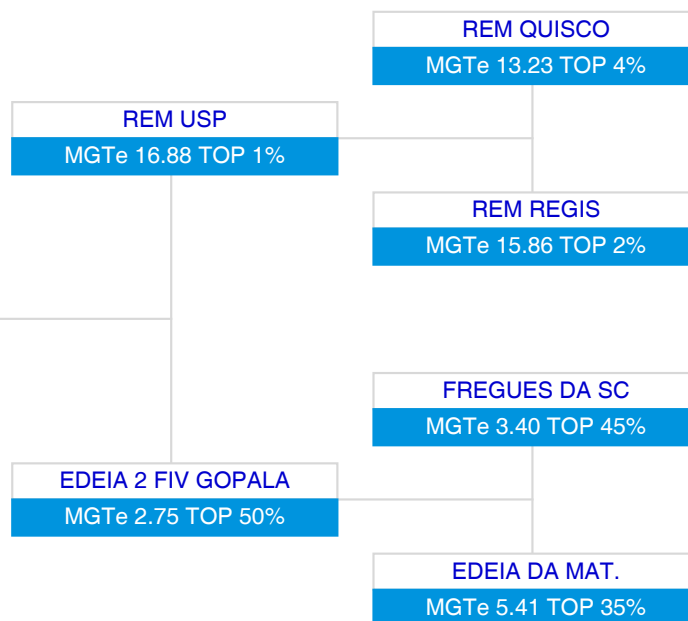 REM QUISCO
MGTe 13.23 TOP 4%
REM USP
MGTe 16.88 TOP 1%
REM REGIS
MGTe 15.86 TOP 2%
FREGUES DA SC
MGTe 3.40 TOP 45%
EDEIA 2 FIV GOPALA
MGTe 2.75 TOP 50%
EDEIA DA MAT.
MGTe 5.41 TOP 35%